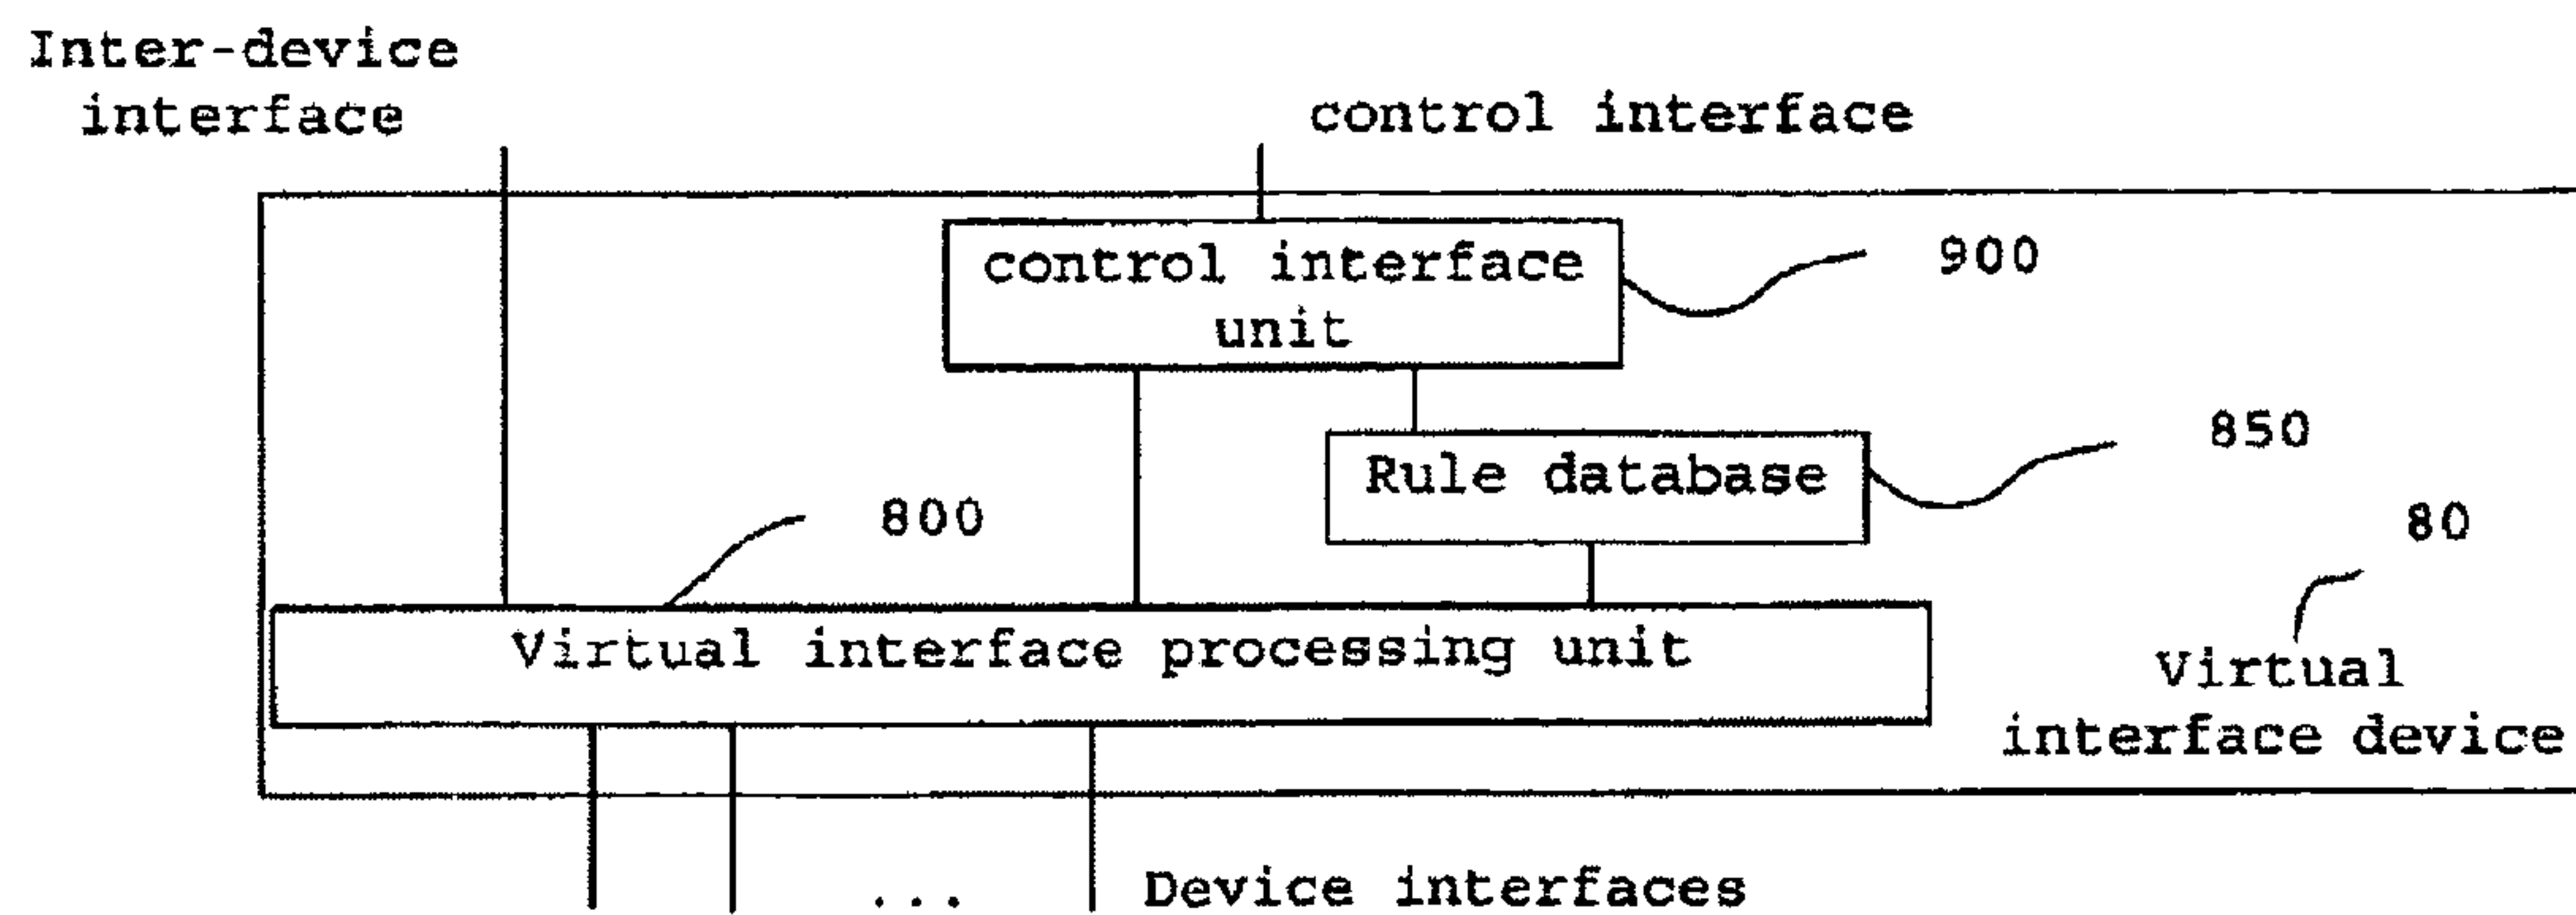 Inter-device
interface
control interface
control interface
unit
900
Rule database
850
800
80
Virtual interface processing unit
Virtual
interface device
... Device interfaces